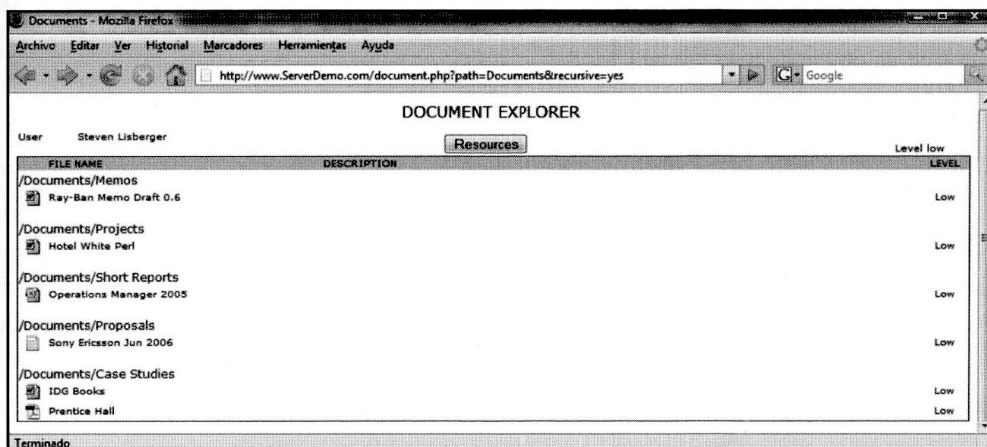 Documents - Mozilla Firefox
Archivo Editar Ver Historial Marcadores Herramientas Ayuda
http://www.ServerDemo.com/document.php?path=Documents&recursive=yes
G Google
DOCUMENT EXPLORER
User Steven Lisberger
Resources
Level low
FILE NAME DESCRIPTION LEVEL
/Documents/Memos
Ray-Ban Memo Draft 0.6 Low
/Documents/Projects
Hotel White Perl Low
/Documents/Short Reports
Operations Manager 2005 Low
/Documents/Proposals
Sony Ericsson Jun 2006 Low
/Documents/Case Studies
IDG Books Low
Prentice Hall Low
Terminado